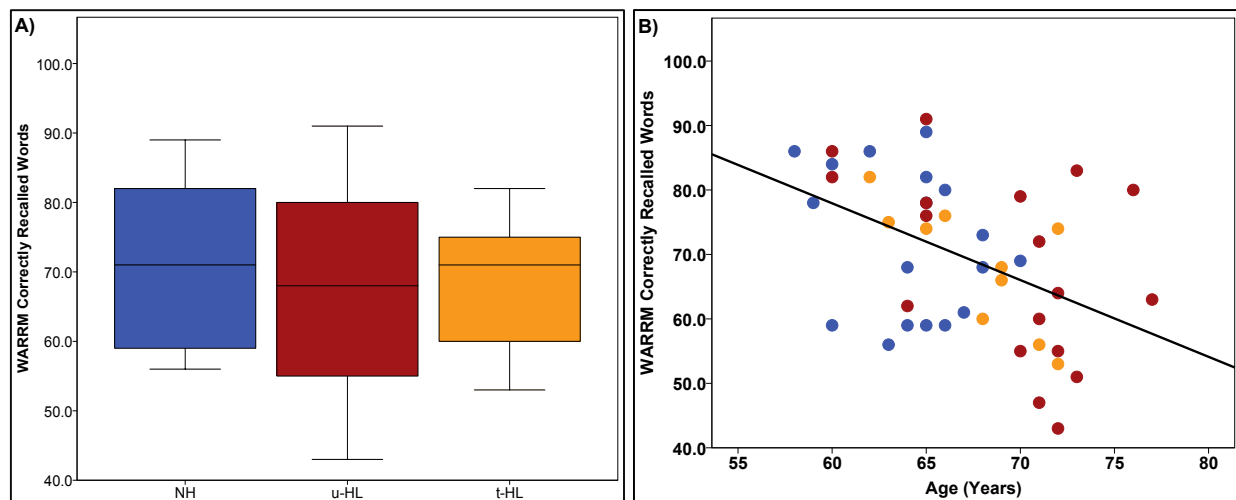 A)
WARRM Correctly Recalled Words
100.0
90.0
80.0
70.0
60.0
50.0
40.0
NH
u-HL
t-HL
B)
WARRM Correctly Recalled Words
100.0
90.0
80.0
70.0
60.0
50.0
40.0
55
60
65
70
75
80
Age (Years)